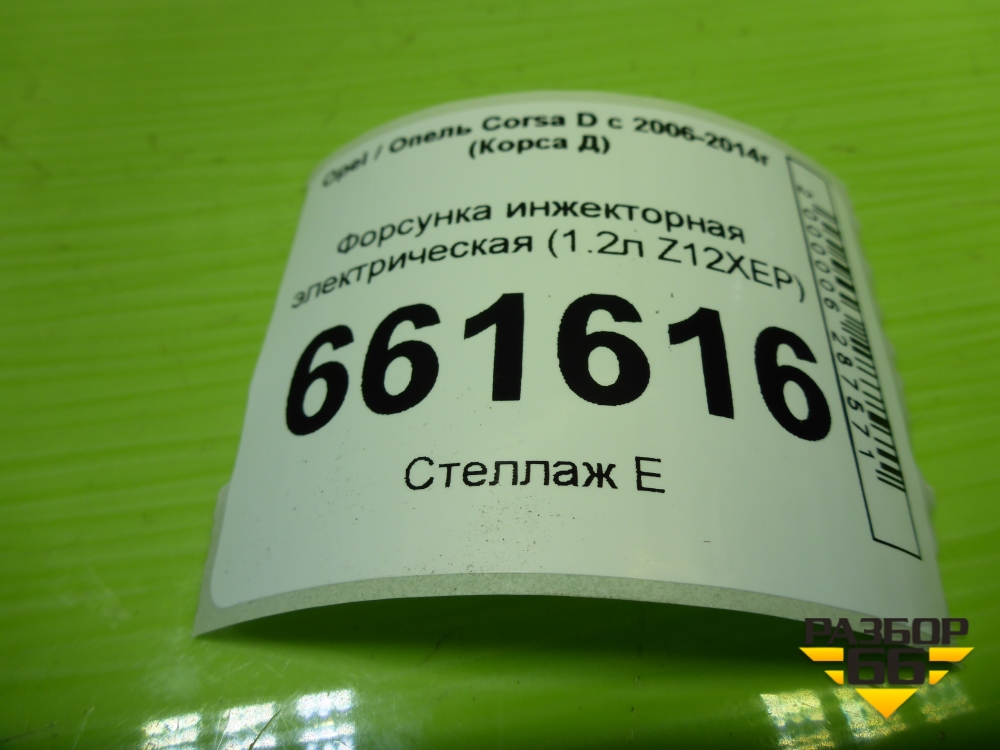 Opel / Опель Corsa D с 2006-2014г
(Корса Д)
Форсунка инжекторная
электрическая (1.2л Z12XEP)
661616
Стеллаж Е
2000006287571
РАЗБОР
66